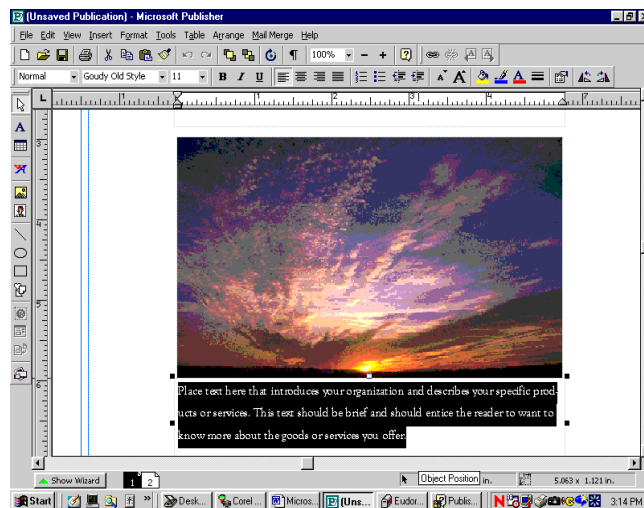 (Unsaved Publication) - Microsoft Publisher
File Edit View Insert Format Tools Table Arrange Mail Merge Help
100%
Normal Goudy Old Style 11 B I U
Place text here that introduces your organization and describes your specific prod-
ucts or services. This text should be brief and should entice the reader to want to
know more about the goods or services you offer.
Show Wizard 1 2 Object Position in. 5.063 x 1.121 in.
Start » Desk... Corel ... Micros... (Uns... Eudor... Publis... 3:14 PM